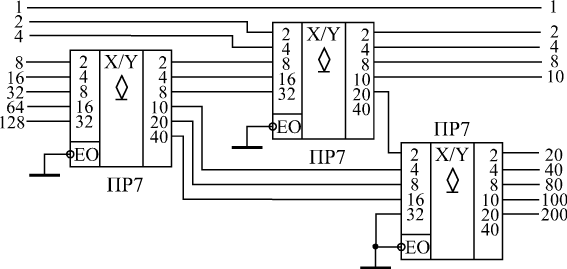 1 1
2 2 2 2
4 4 X/Y 4 4
8 2 X/Y 2 8 8 8
16 4 4 16 10 10
32 8 8 32 20
64 16 10 40
128 32 20 EO
40 ПР7 ПР7
EO 2 X/Y 2 20
ПР7 4 4 40
8 8 80
16 10 100
32 20 200
40
EO